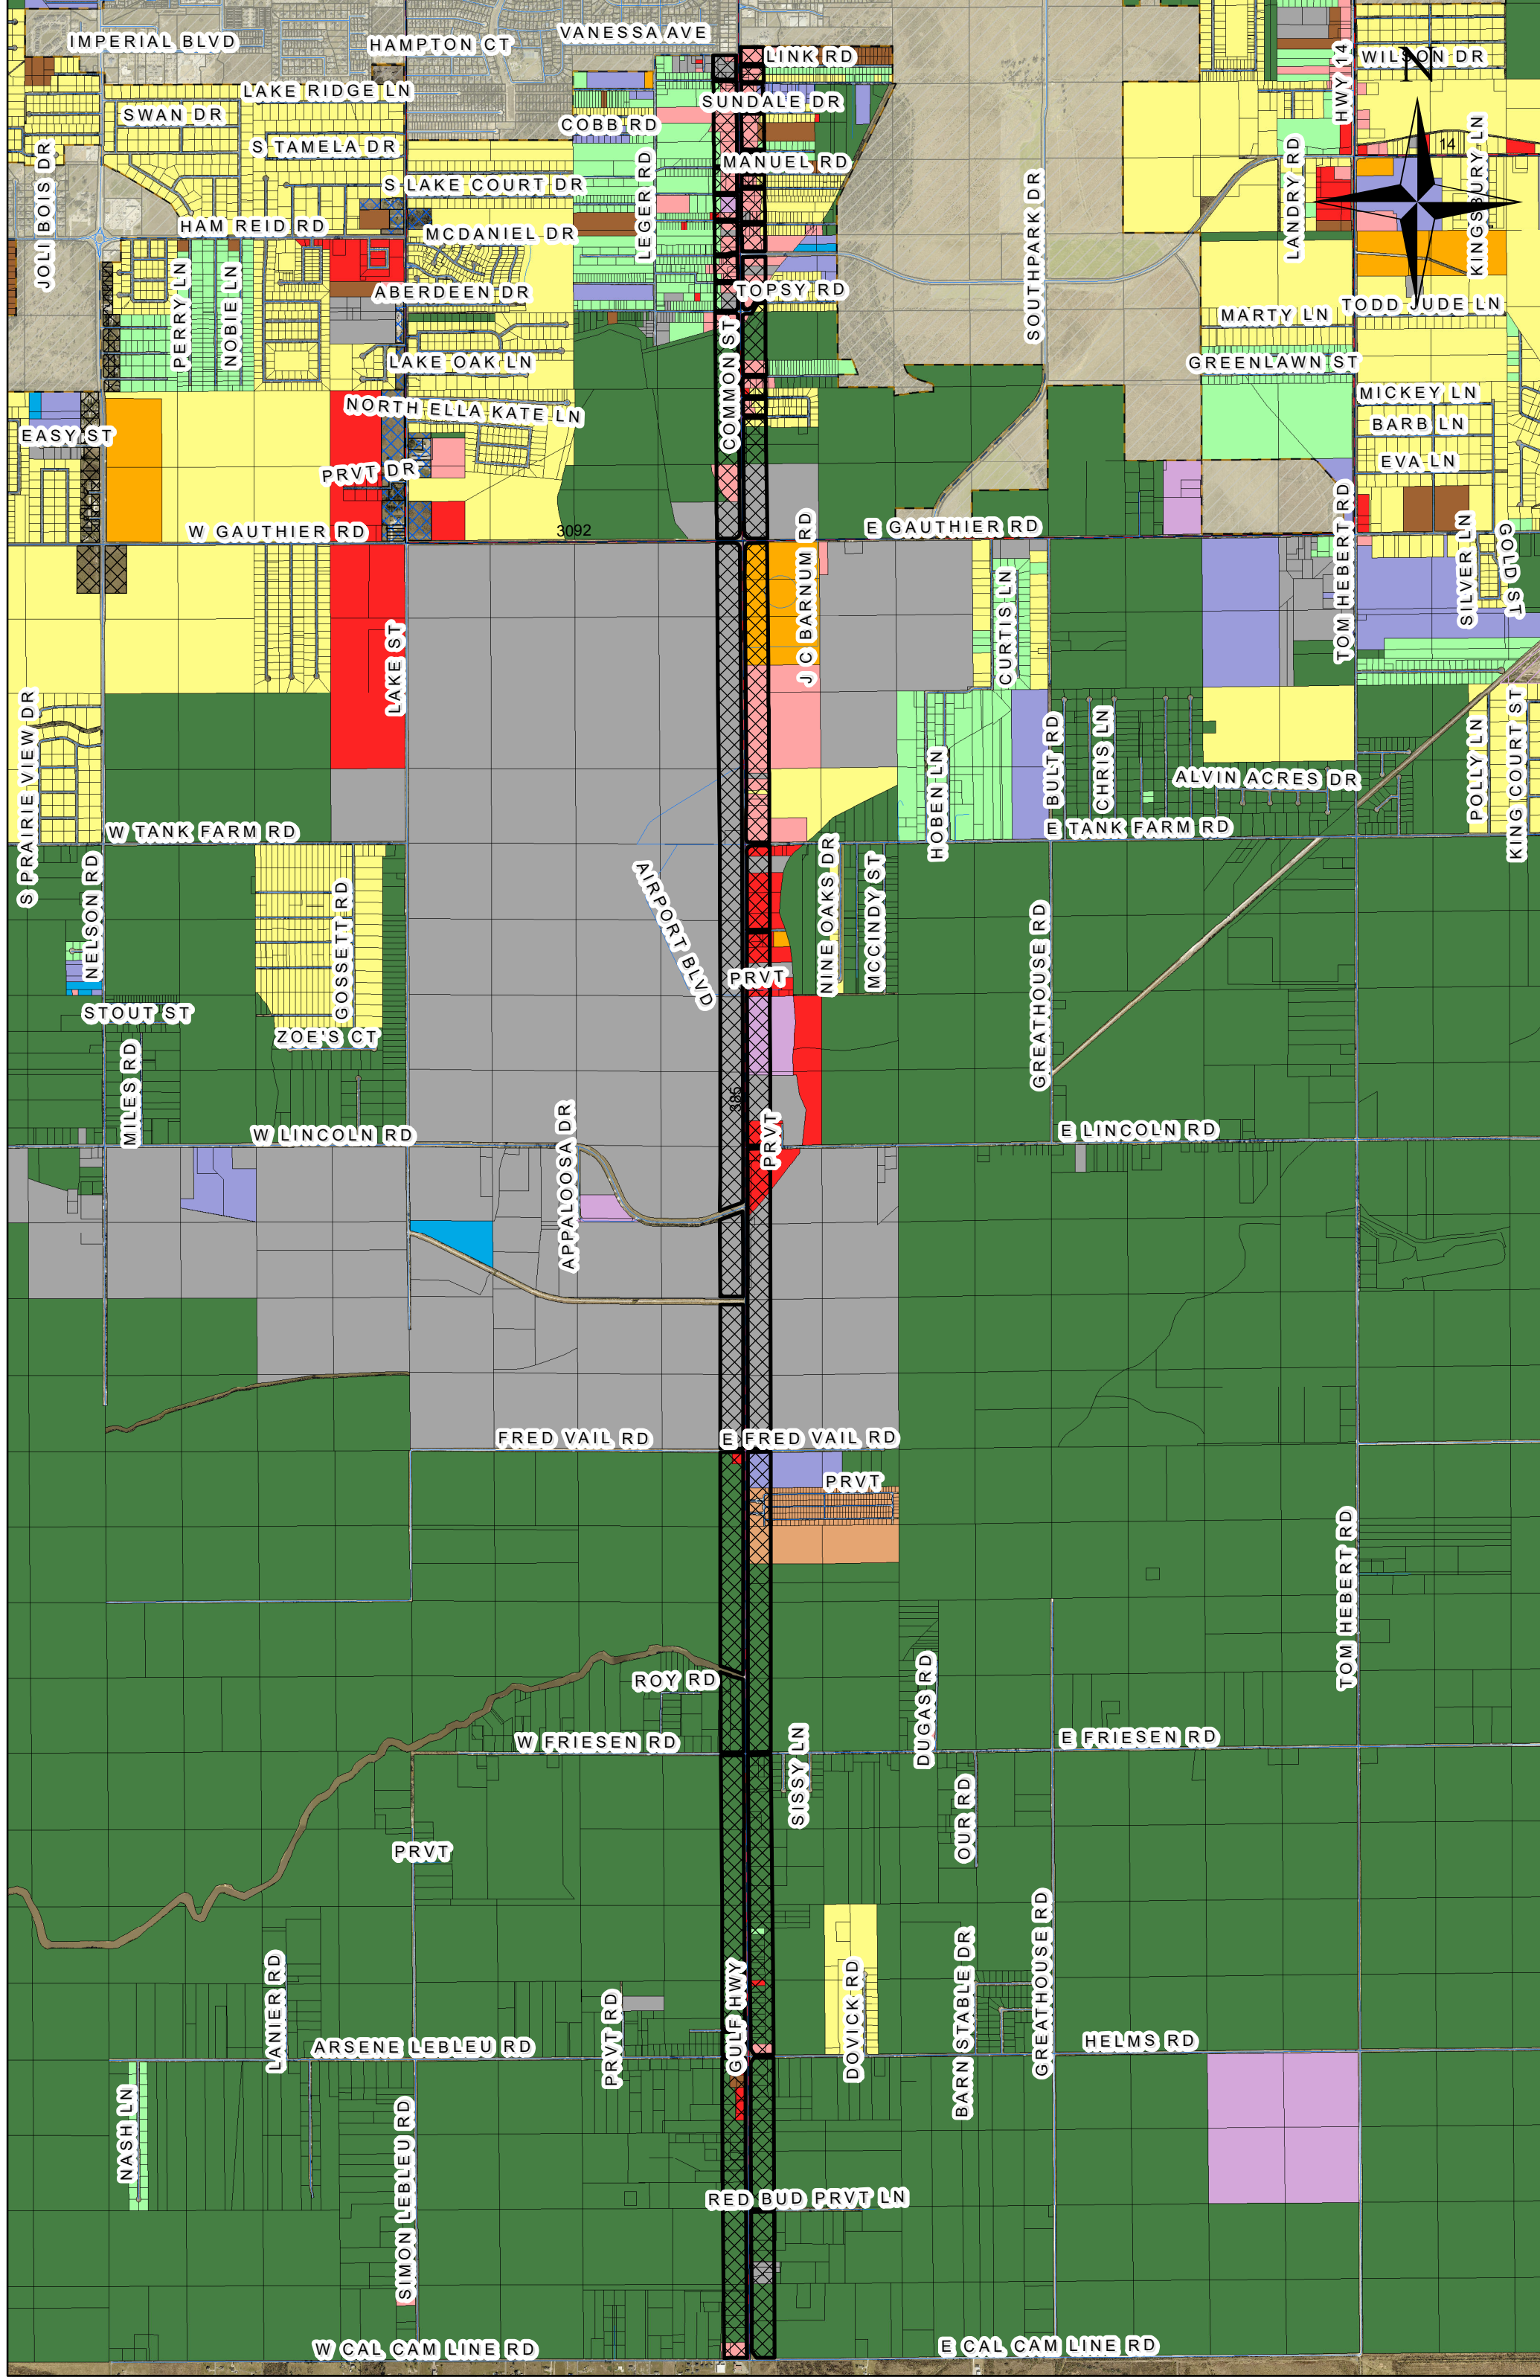 VANESSA AVE
IMPERIAL BLVD
HAMPTON CT
LINK RD
HWY 14
WILSON DR
N
LAKE RIDGE LN
SUNDALE DR
SWAN DR
COBB RD
S TAMELA DR
14
KINGSBURY LN
MANUEL RD
JOLI BOIS DR
S LAKE COURT DR
LEGER RD
LANDRY RD
SOUTHPARK DR
HAM REID RD
MCDANIEL DR
ABERDEEN DR
TOPSY RD
TODD JUDE LN
PERRY LN
NOBIE LN
MARTY LN
LAKE OAK LN
COMMON ST
GREENLAWN ST
MICKEY LN
NORTH ELLA KATE LN
BARB LN
EASY ST
EVA LN
PRVT DR
TOM HEBERT RD
W GAUTHIER RD
3092
E GAUTHIER RD
J C BARNUM RD
SILVER LN
GOLD ST
CURTIS LN
LAKE ST
S PRAIRIE VIEW DR
HOBEN LN
BULT RD
CHRIS LN
ALVIN ACRES DR
POLLY LN
KING COURT ST
W TANK FARM RD
E TANK FARM RD
NELSON RD
GOSSETT RD
AIRPORT BLVD
NINE OAKS DR
MCCINDY ST
GREATHOUSE RD
PRVT
STOUT ST
ZOE'S CT
MILES RD
385
APPALOOSA DR
PRVT
W LINCOLN RD
E LINCOLN RD
FRED VAIL RD
E FRED VAIL RD
PRVT
TOM HEBERT RD
ROY RD
DUGAS RD
W FRIESEN RD
E FRIESEN RD
SISSY LN
OUR RD
PRVT
LANIER RD
GULF HWY
DOVICK RD
BARN STABLE DR
GREATHOUSE RD
PRVT RD
ARSENE LEBLEU RD
HELMS RD
NASH LN
SIMON LEBLEU RD
RED BUD PRVT LN
W CAL CAM LINE RD
E CAL CAM LINE RD